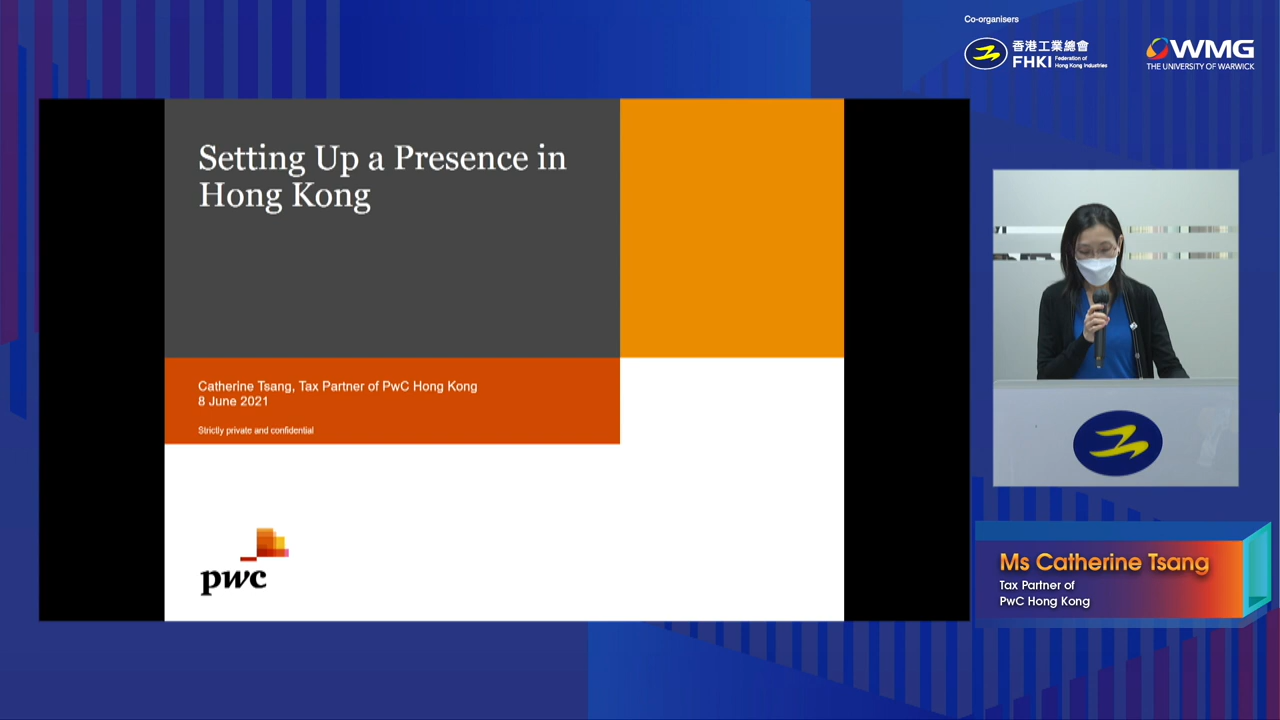 Co-organisers
香港工業總會
FHKI Federation of Hong Kong Industries
WMG
THE UNIVERSITY OF WARWICK
Setting Up a Presence in
Hong Kong
Catherine Tsang, Tax Partner of PwC Hong Kong
8 June 2021
Strictly private and confidential
pwc
Ms Catherine Tsang
Tax Partner of
PwC Hong Kong